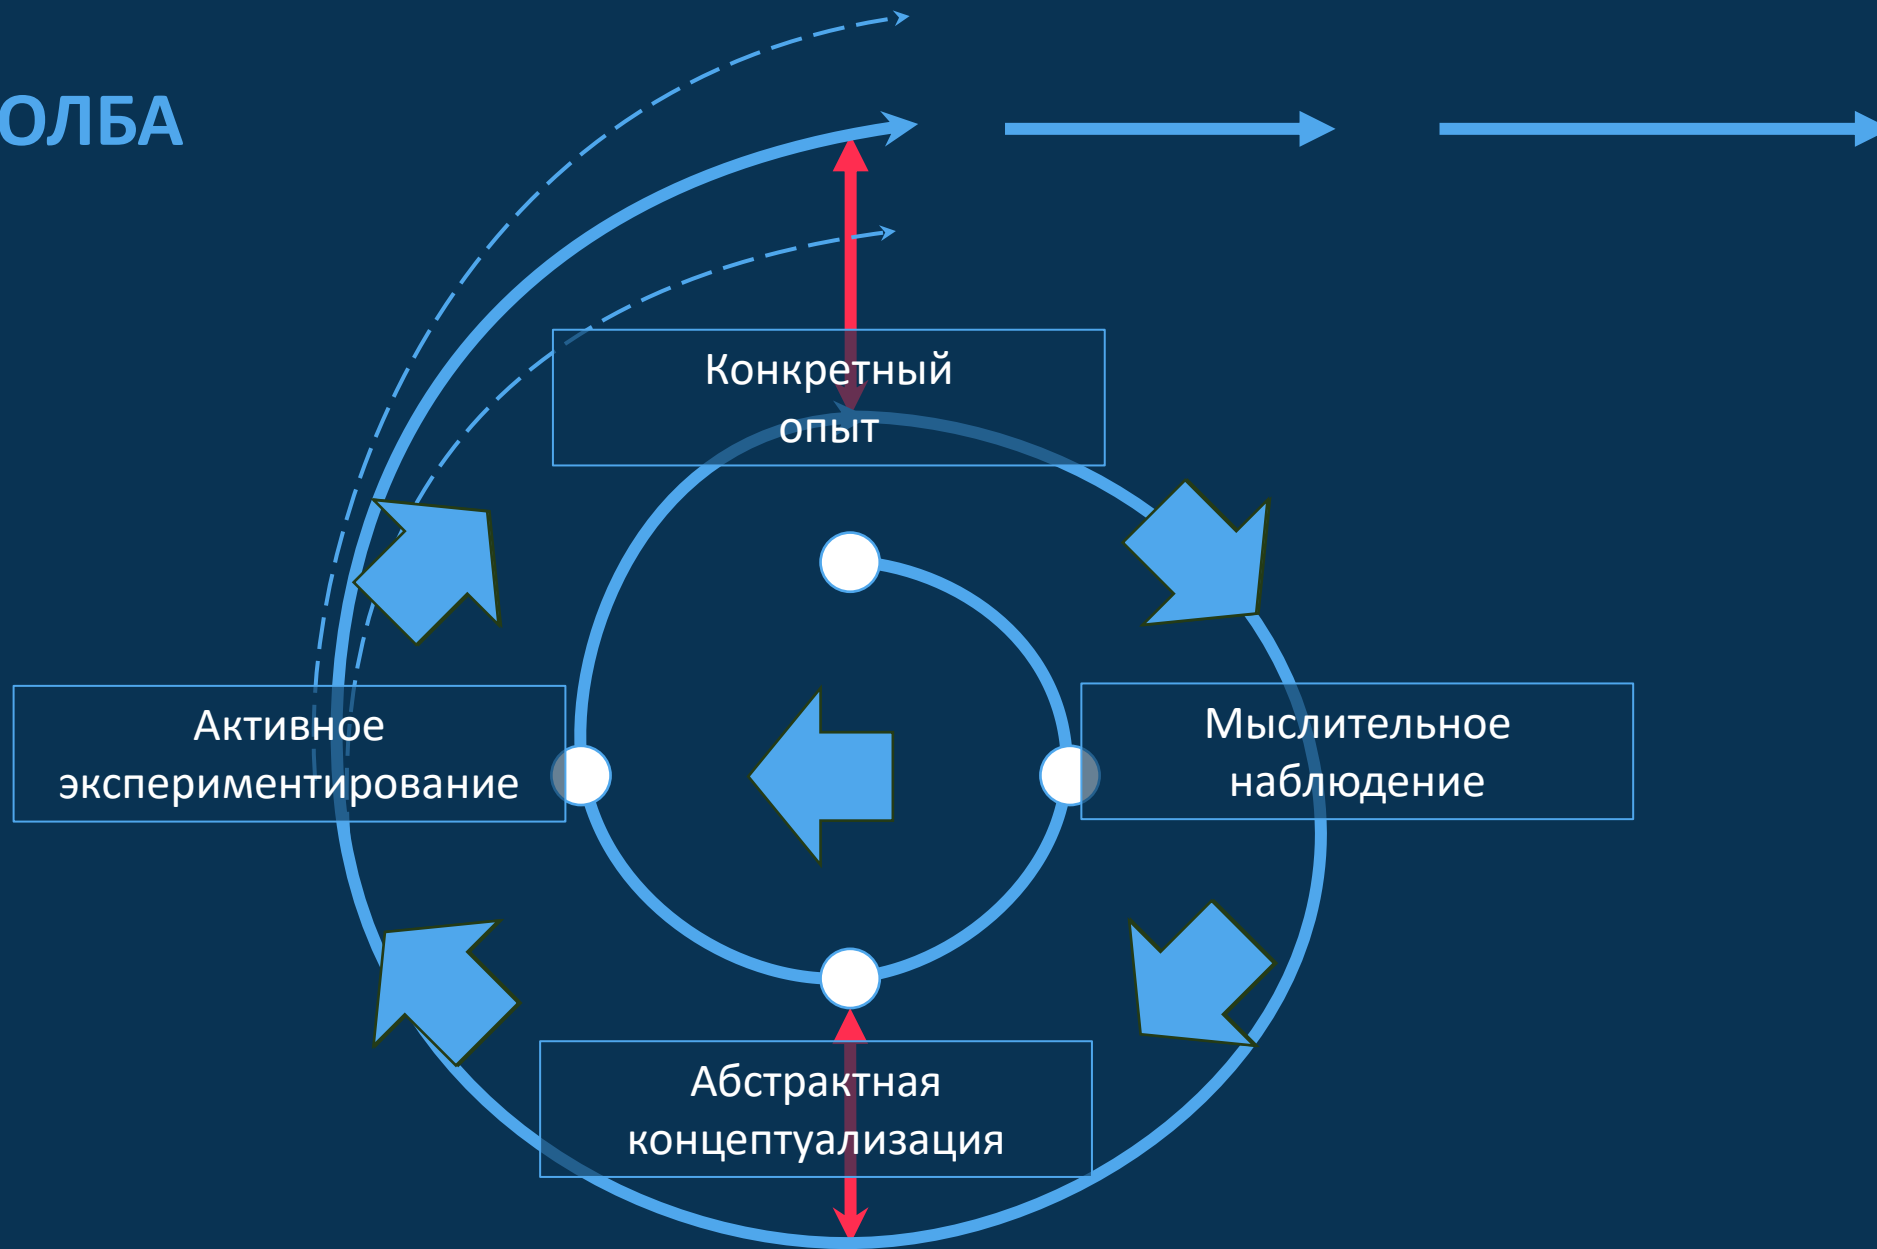 ОЛБА
Конкретный
опыт
Активное
экспериментирование
Мыслительное
наблюдение
Абстрактная
концептуализация